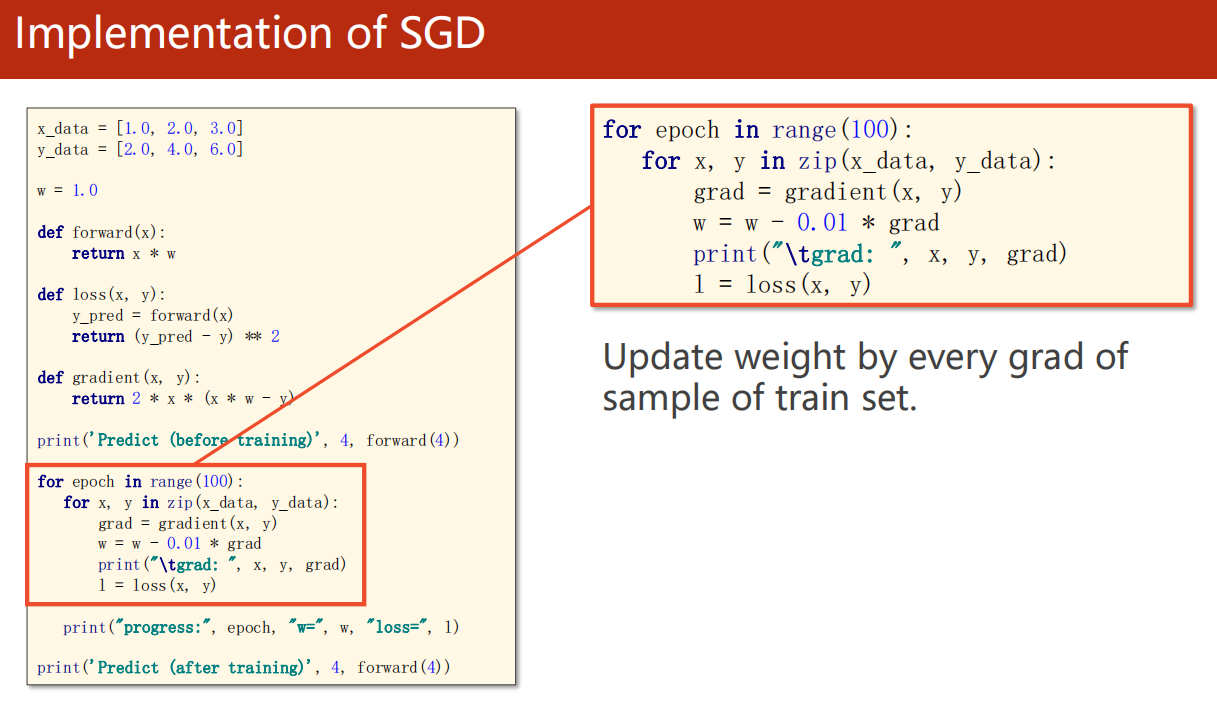 Implementation of SGD
x_data = [1.0, 2.0, 3.0]
y_data = [2.0, 4.0, 6.0]
w = 1.0
def forward(x):
    return x * w
def loss(x, y):
    y_pred = forward(x)
    return (y_pred - y) ** 2
def gradient(x, y):
    return 2 * x * (x * w - y)
print('Predict (before training)', 4, forward(4))
for epoch in range(100):
    for x, y in zip(x_data, y_data):
        grad = gradient(x, y)
        w = w - 0.01 * grad
        print("\tgrad: ", x, y, grad)
        l = loss(x, y)
    print("progress:", epoch, "w=", w, "loss=", l)
print('Predict (after training)', 4, forward(4))
for epoch in range(100):
    for x, y in zip(x_data, y_data):
        grad = gradient(x, y)
        w = w - 0.01 * grad
        print("\tgrad: ", x, y, grad)
        l = loss(x, y)
Update weight by every grad of
sample of train set.